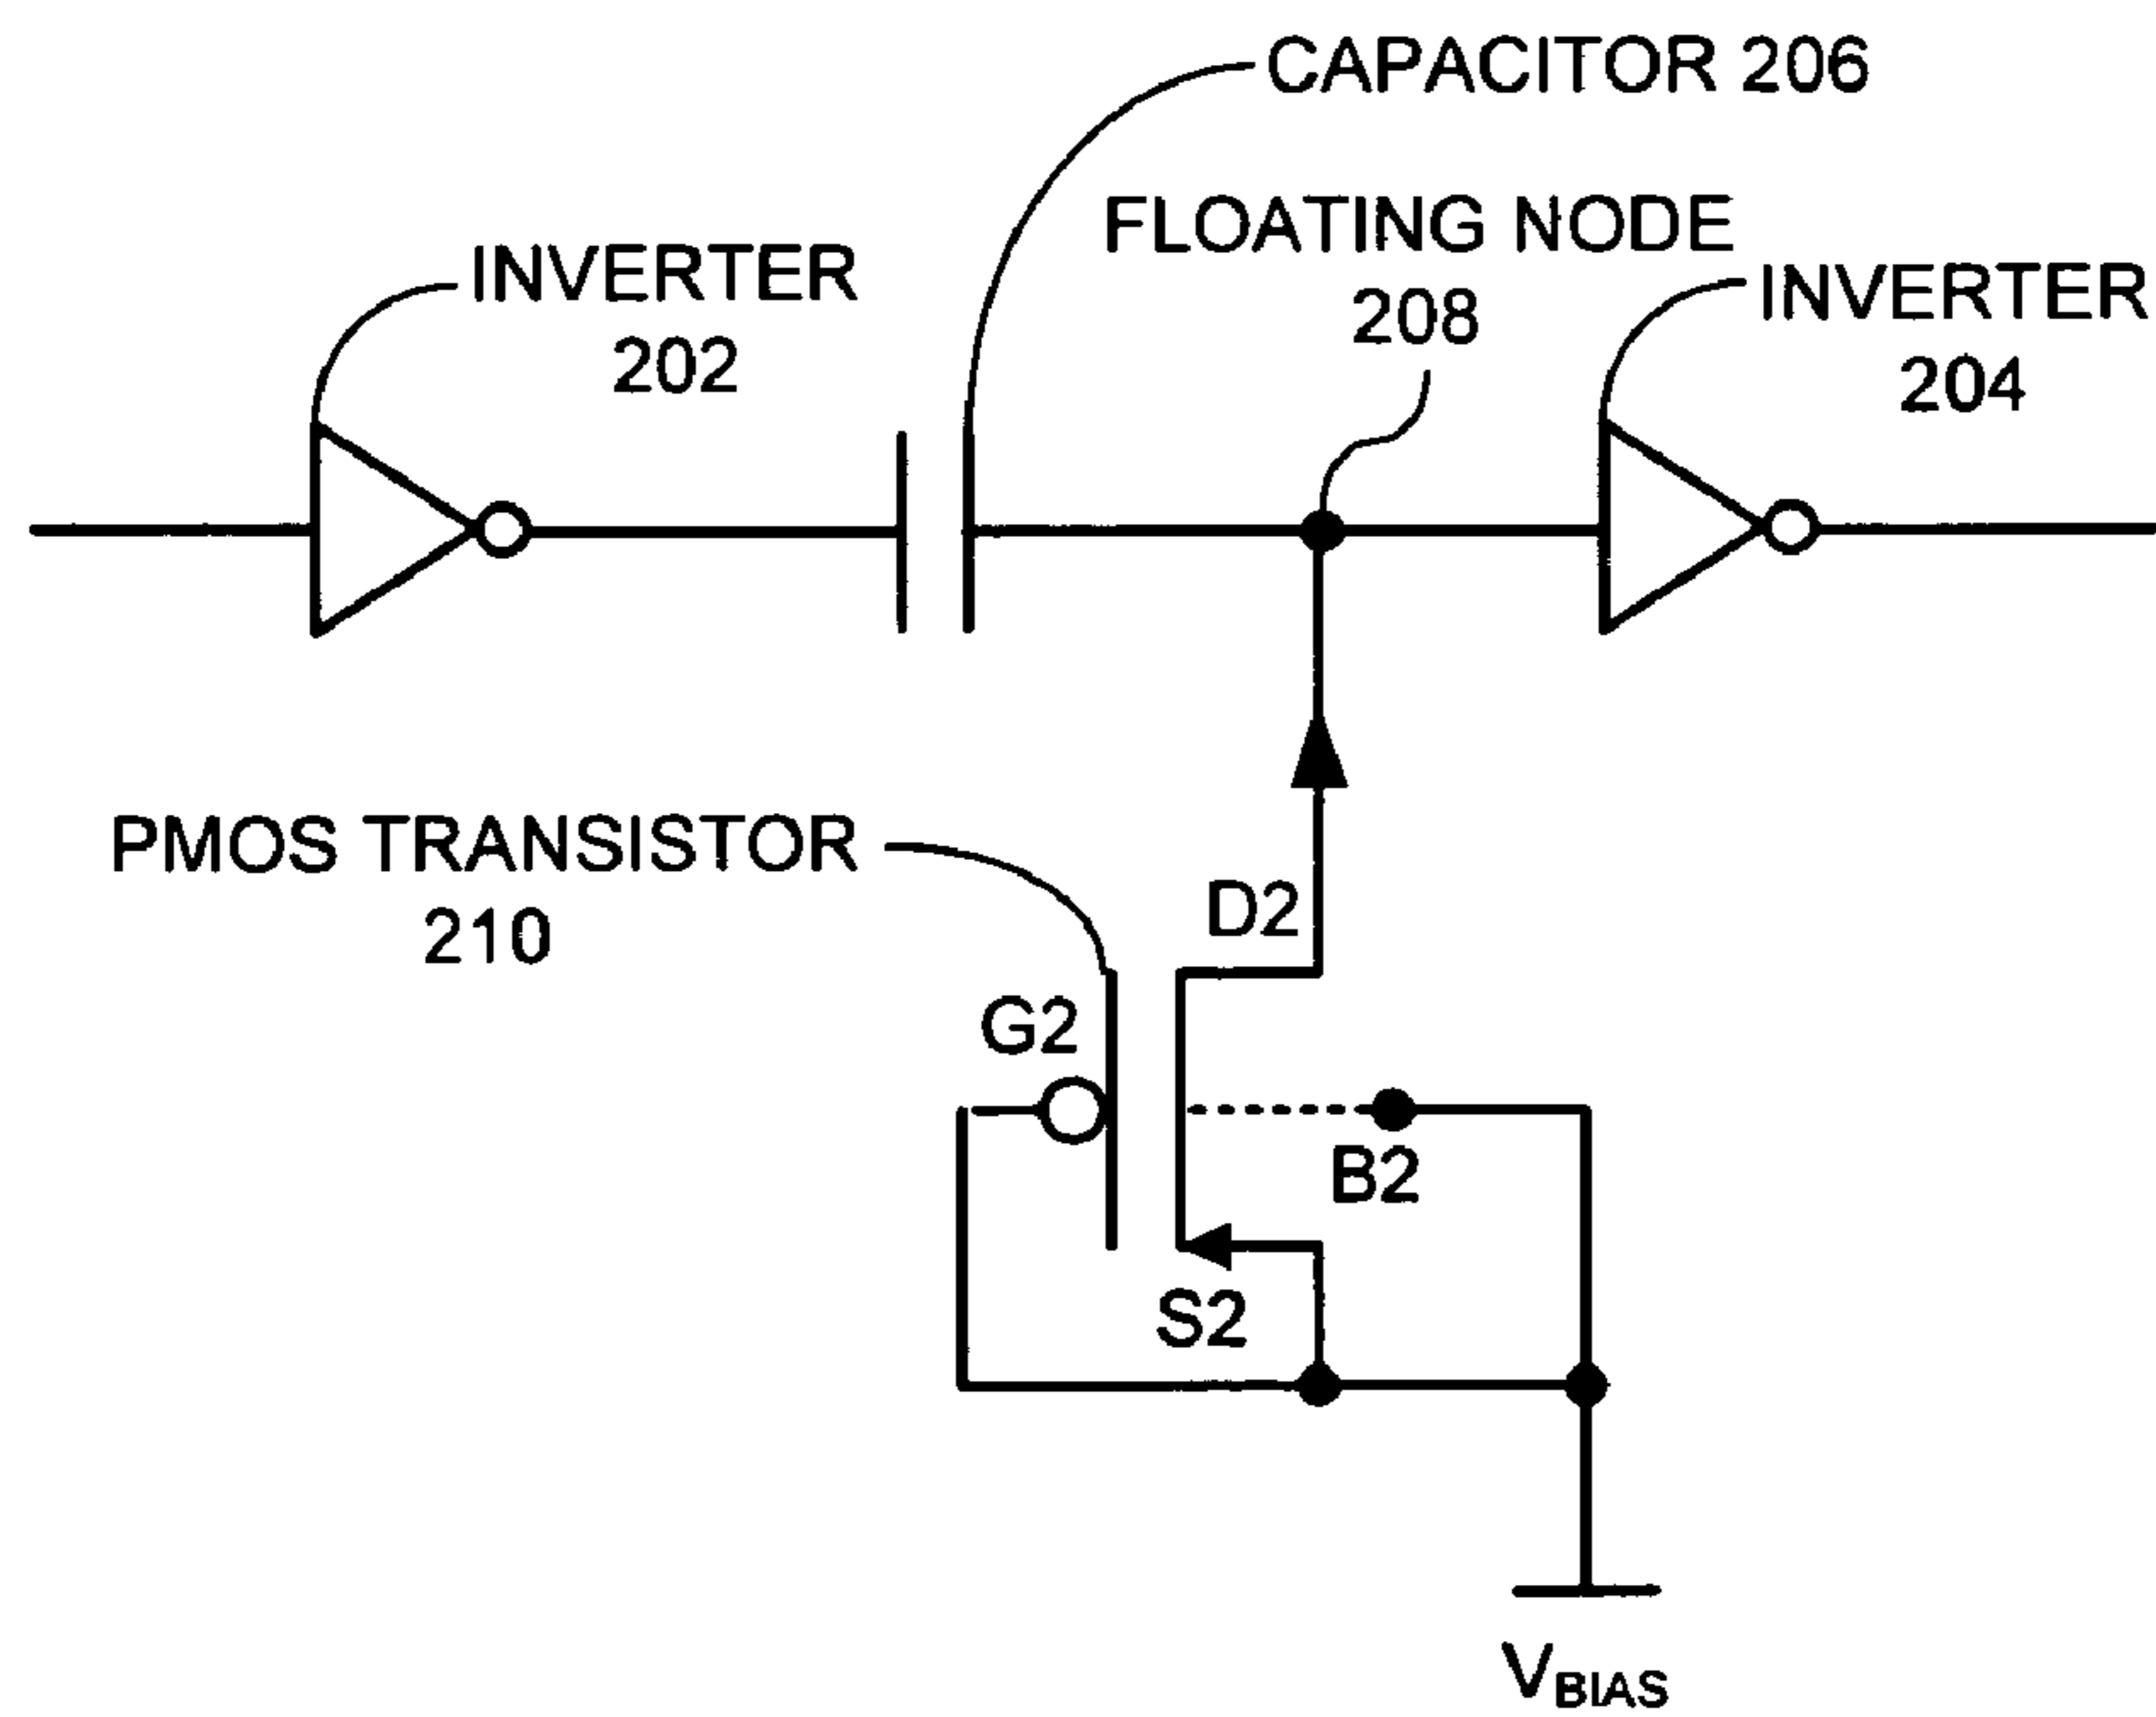 CAPACITOR 206
FLOATING NODE
208
INVERTER
202
INVERTER
204
PMOS TRANSISTOR
210
D2
G2
B2
S2
VBIAS